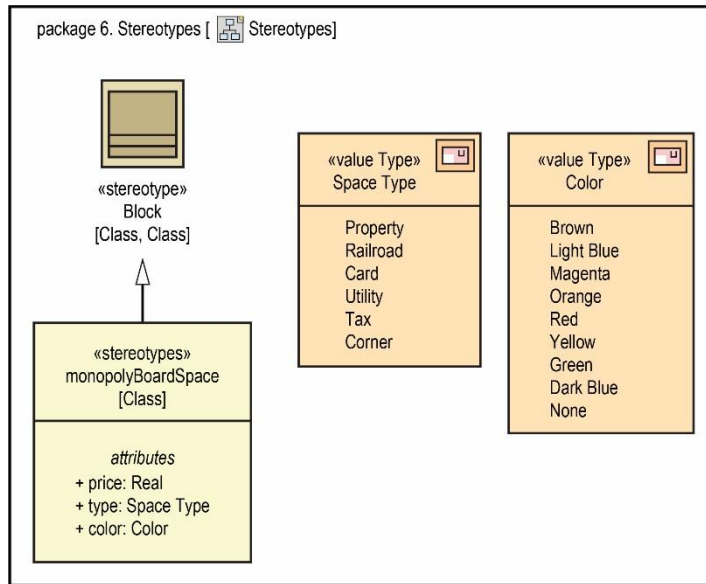 package 6. Stereotypes [ Stereotypes]
«stereotype»
Block
[Class, Class]
«stereotypes»
monopolyBoardSpace
[Class]
attributes
+ price: Real
+ type: Space Type
+ color: Color
«value Type»
Space Type
Property
Railroad
Card
Utility
Tax
Corner
«value Type»
Color
Brown
Light Blue
Magenta
Orange
Red
Yellow
Green
Dark Blue
None